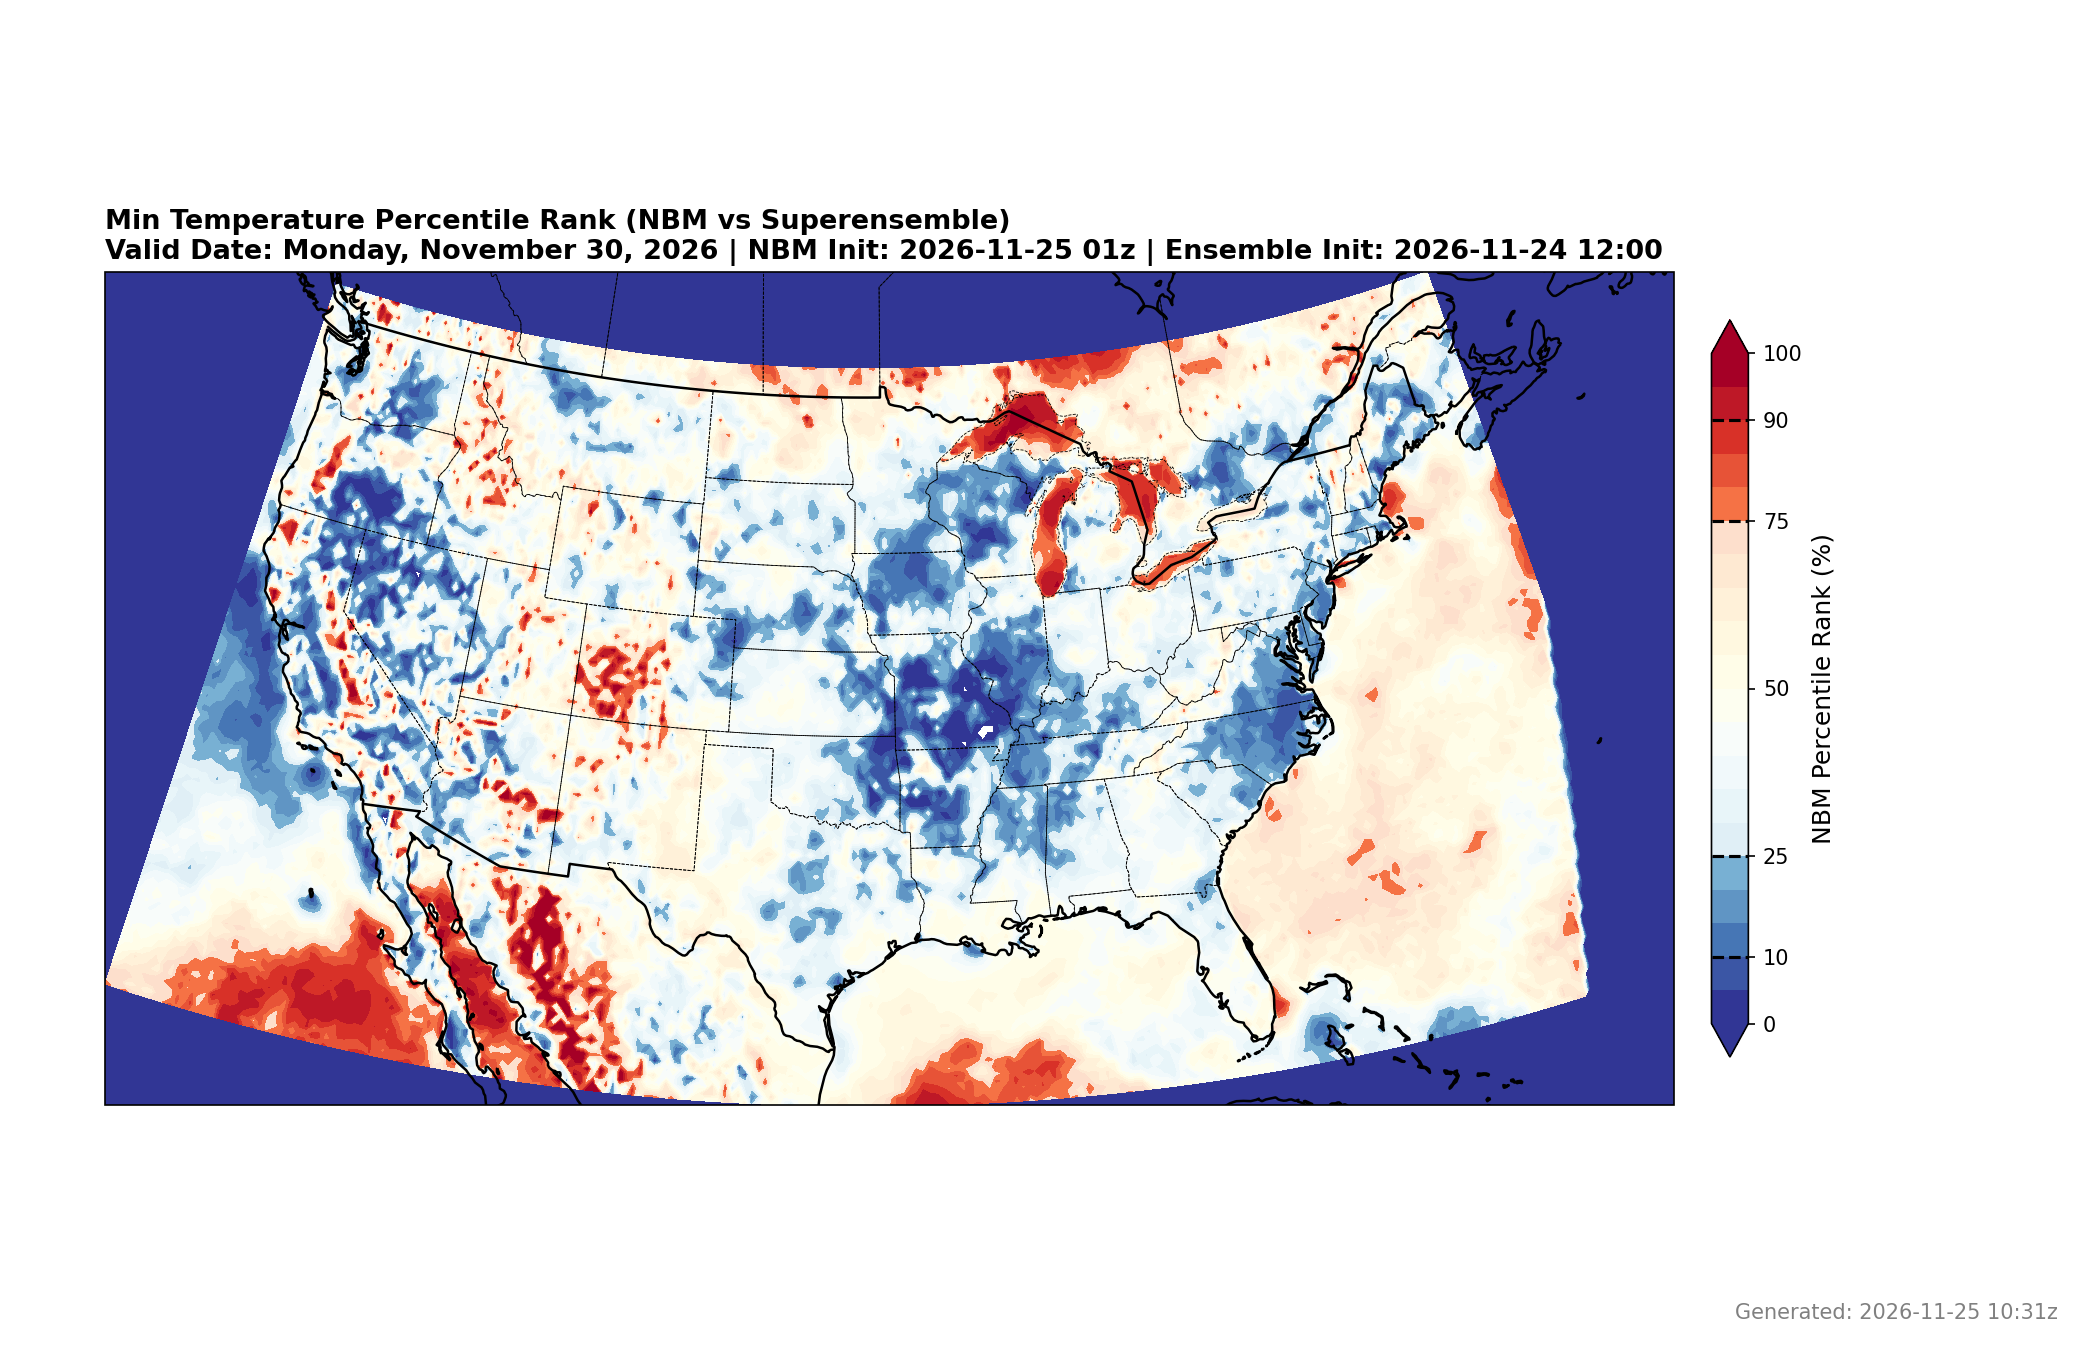 Min Temperature Percentile Rank (NBM vs Superensemble)
Valid Date: Monday, November 30, 2026 | NBM Init: 2026-11-25 01z | Ensemble Init: 2026-11-24 12:00
100
90
75
50
25
10
0
NBM Percentile Rank (%)
Generated: 2026-11-25 10:31z